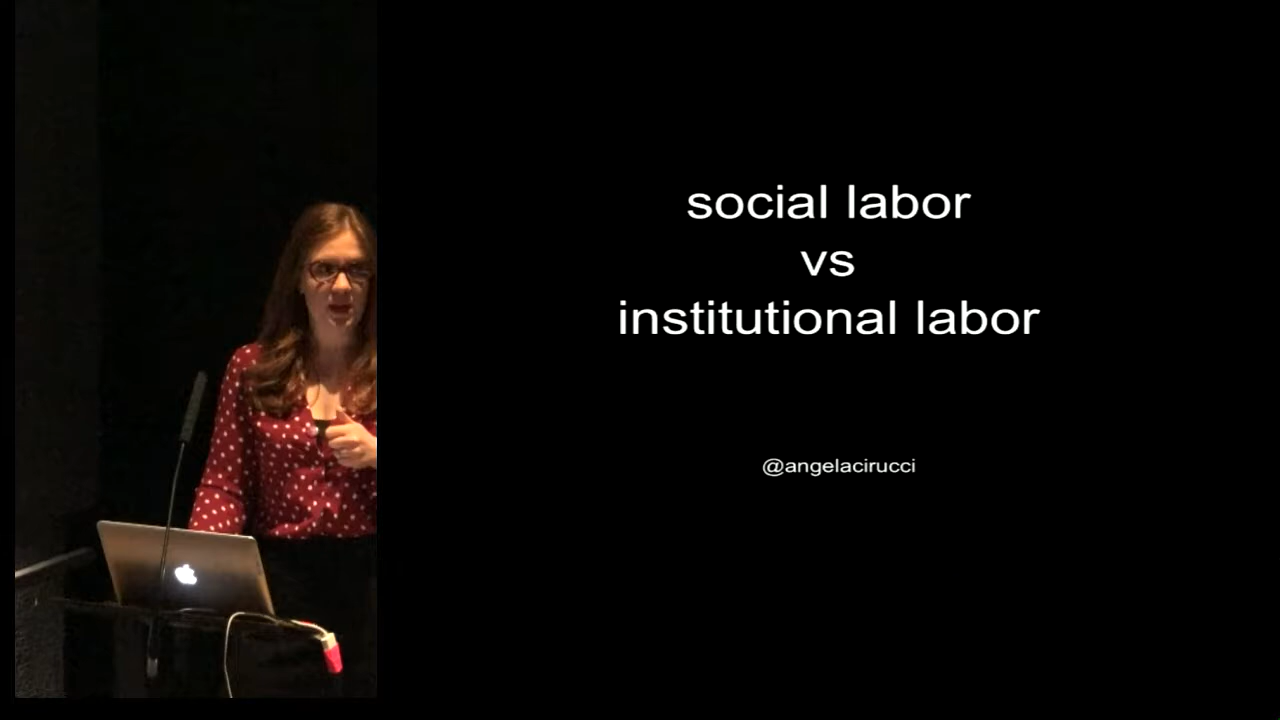 social labor
vs
institutional labor
@angelacirucci